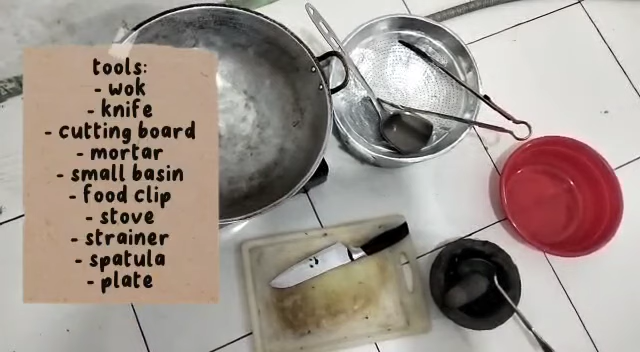 tools:
- wok
- knife
- cutting board
- mortar
- small basin
- food clip
- stove
- strainer
- spatula
- plate